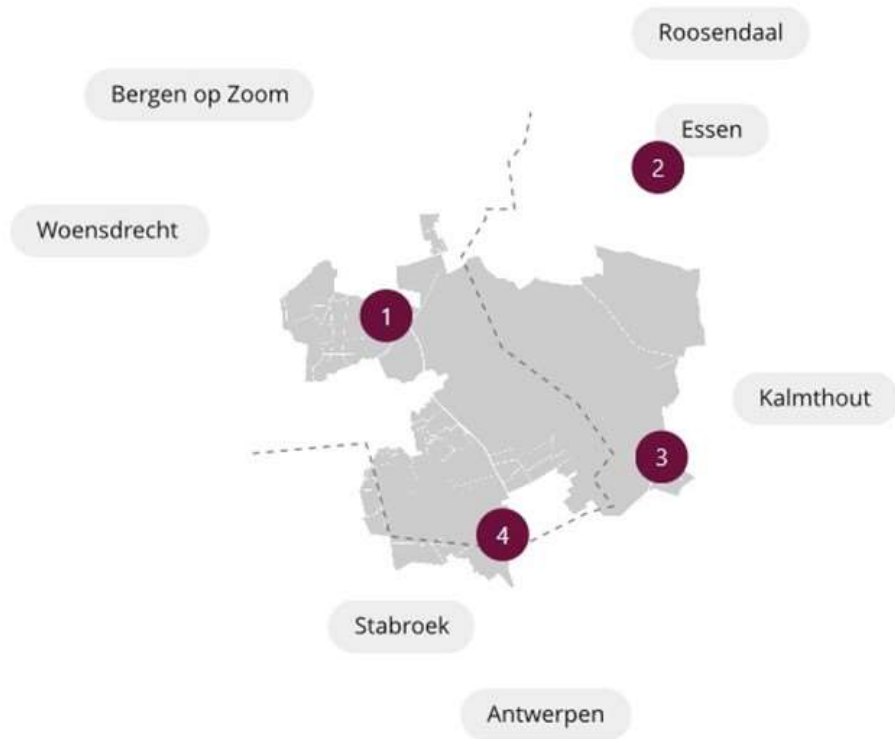 Roosendaal
Bergen op Zoom
Essen
2
Woensdrecht
1
Kalmthout
3
4
Stabroek
Antwerpen